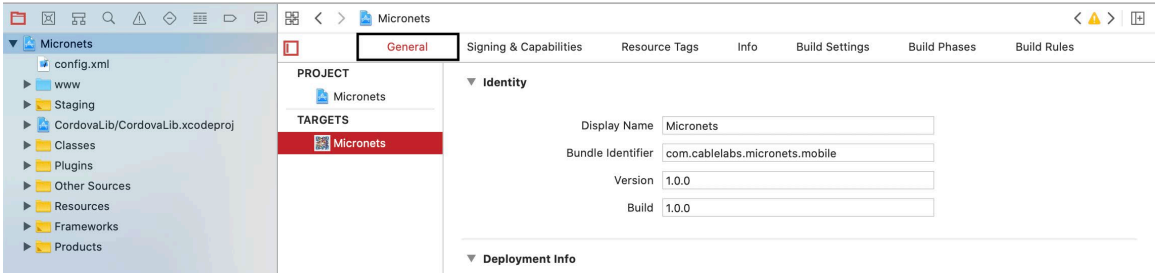 Micronets
Micronets
config.xml
www
Staging
CordovaLib/CordovaLib.xcodeproj
Classes
Plugins
Other Sources
Resources
Frameworks
Products
General Signing & Capabilities Resource Tags Info Build Settings Build Phases Build Rules
PROJECT
Micronets
TARGETS
Micronets
Identity
Display Name Micronets
Bundle Identifier com.cablelabs.micronets.mobile
Version 1.0.0
Build 1.0.0
Deployment Info